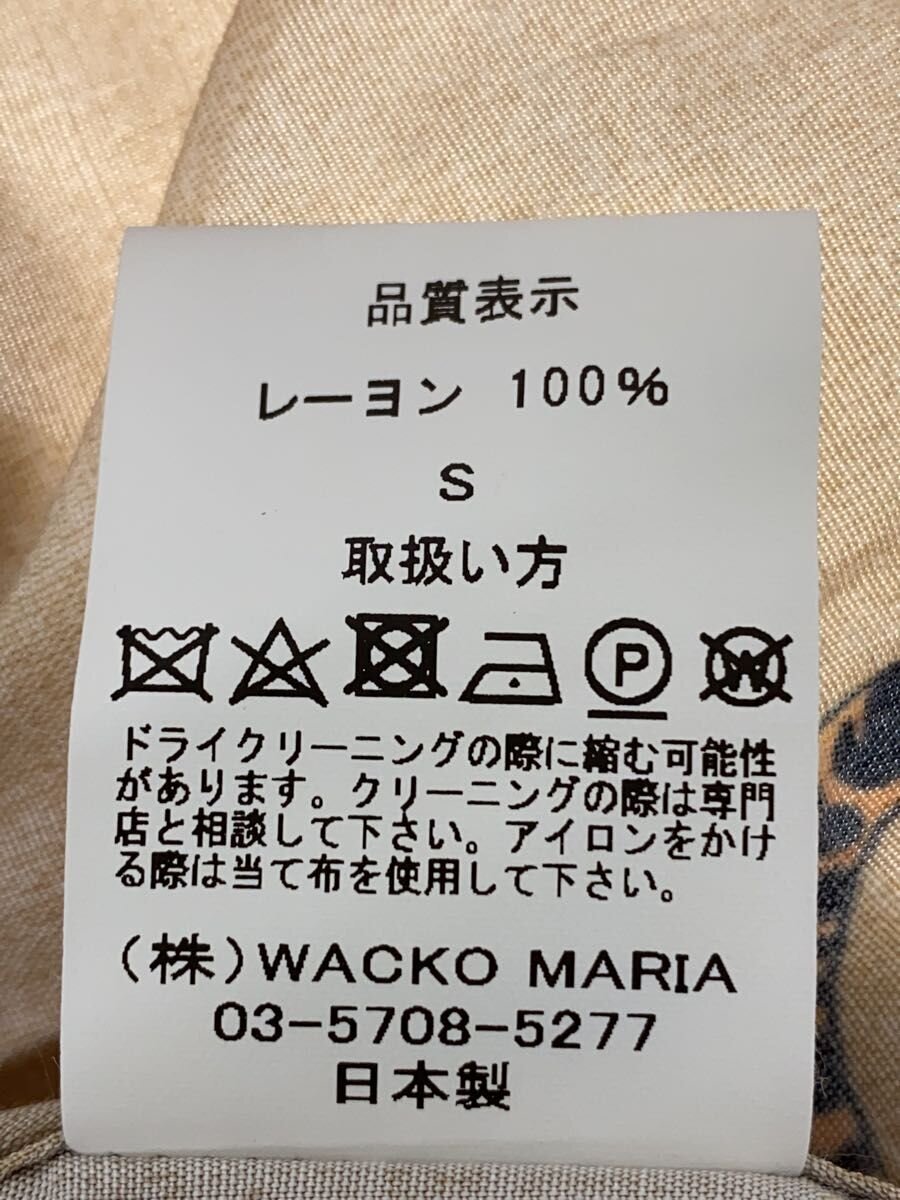 品質表示
レーヨン 100%
S
取扱い方
P W
ドライクリーニングの際に縮む可能性
があります。クリーニングの際は専門
店と相談して下さい。アイロンをかけ
る際は当て布を使用して下さい。
(株)WACKO MARIA
03-5708-5277
日本製